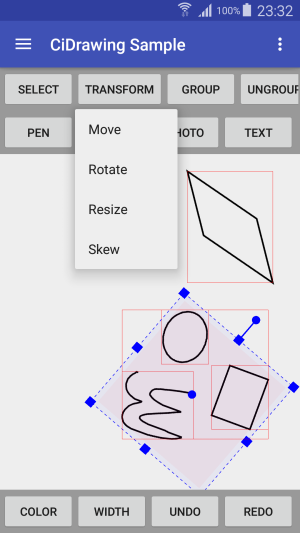 100% 23:32
CiDrawing Sample
SELECT TRANSFORM GROUP UNGROUP
PEN HOTO TEXT
Move
Rotate
Resize
Skew
COLOR WIDTH UNDO REDO